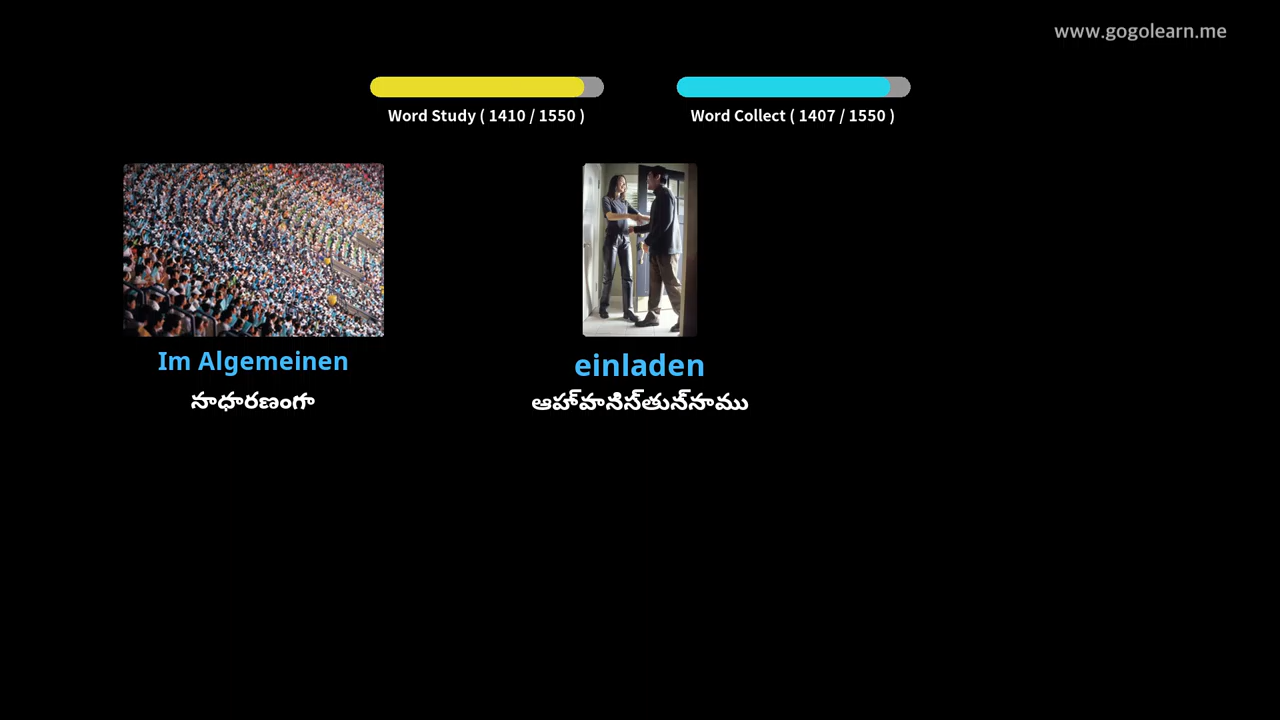 www.gogolearn.me
Word Study ( 1410 / 1550 )
Word Collect ( 1407 / 1550 )
Im Algemeinen
einladen
సాధారణంగా
ఆహ్‌వానిస్‌తున్‌నాము